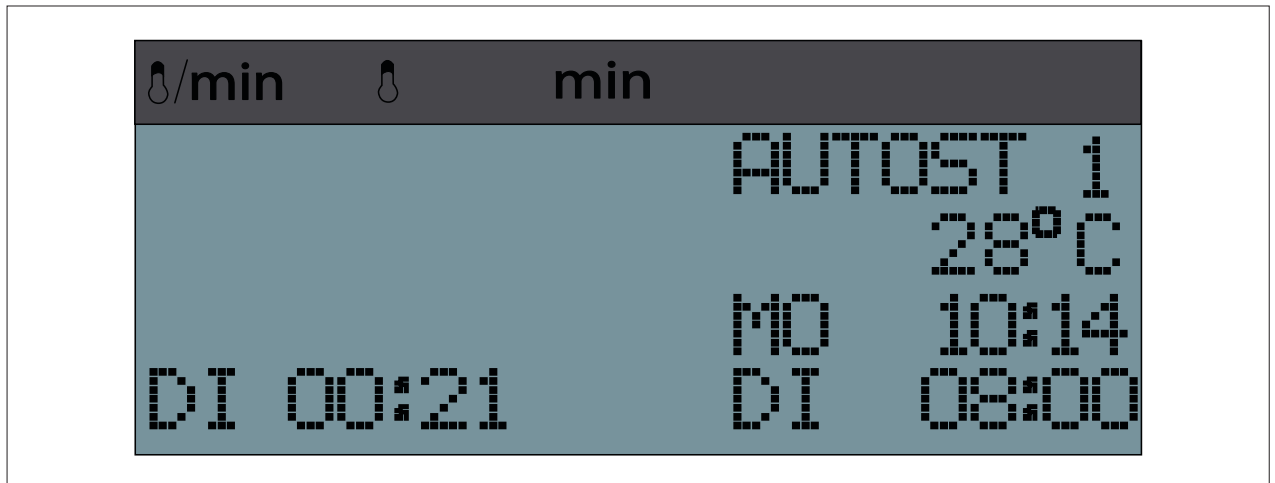 /min min
AUTOST 1
28°C
MO 10:14
DI 00:21 DI 08:00